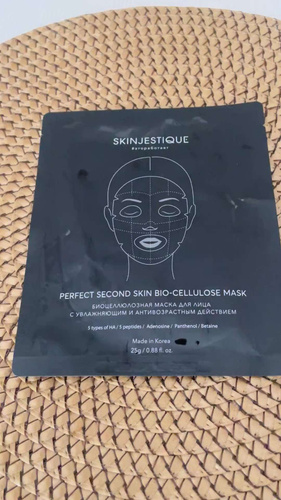 SKINJESTIQUE
#втораябогает
PERFECT SECOND SKIN BIO-CELLULOSE MASK
БИОЦЕЛЛЮЛОЗНАЯ МАСКА ДЛЯ ЛИЦА
С УВЛАЖНЯЮЩИМ И АНТИВОЗРАСТНЫМ ДЕЙСТВИЕМ
5 types of HA / 5 peptides / Adenosine / Panthenol / Betaine
Made in Korea
25g / 0.88 fl. oz.